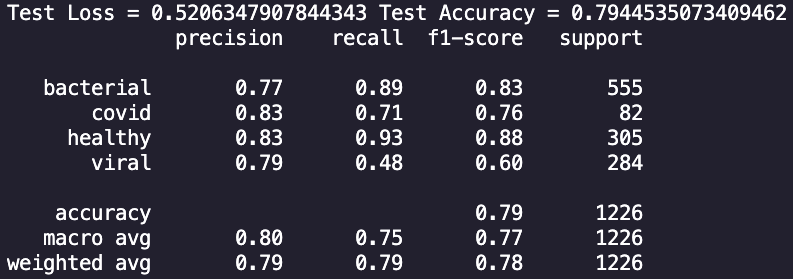 Test Loss = 0.5206347907844343 Test Accuracy = 0.7944535073409462
precision recall f1-score support
bacterial 0.77 0.89 0.83 555
covid 0.83 0.71 0.76 82
healthy 0.83 0.93 0.88 305
viral 0.79 0.48 0.60 284
accuracy 0.79 1226
macro avg 0.80 0.75 0.77 1226
weighted avg 0.79 0.79 0.78 1226